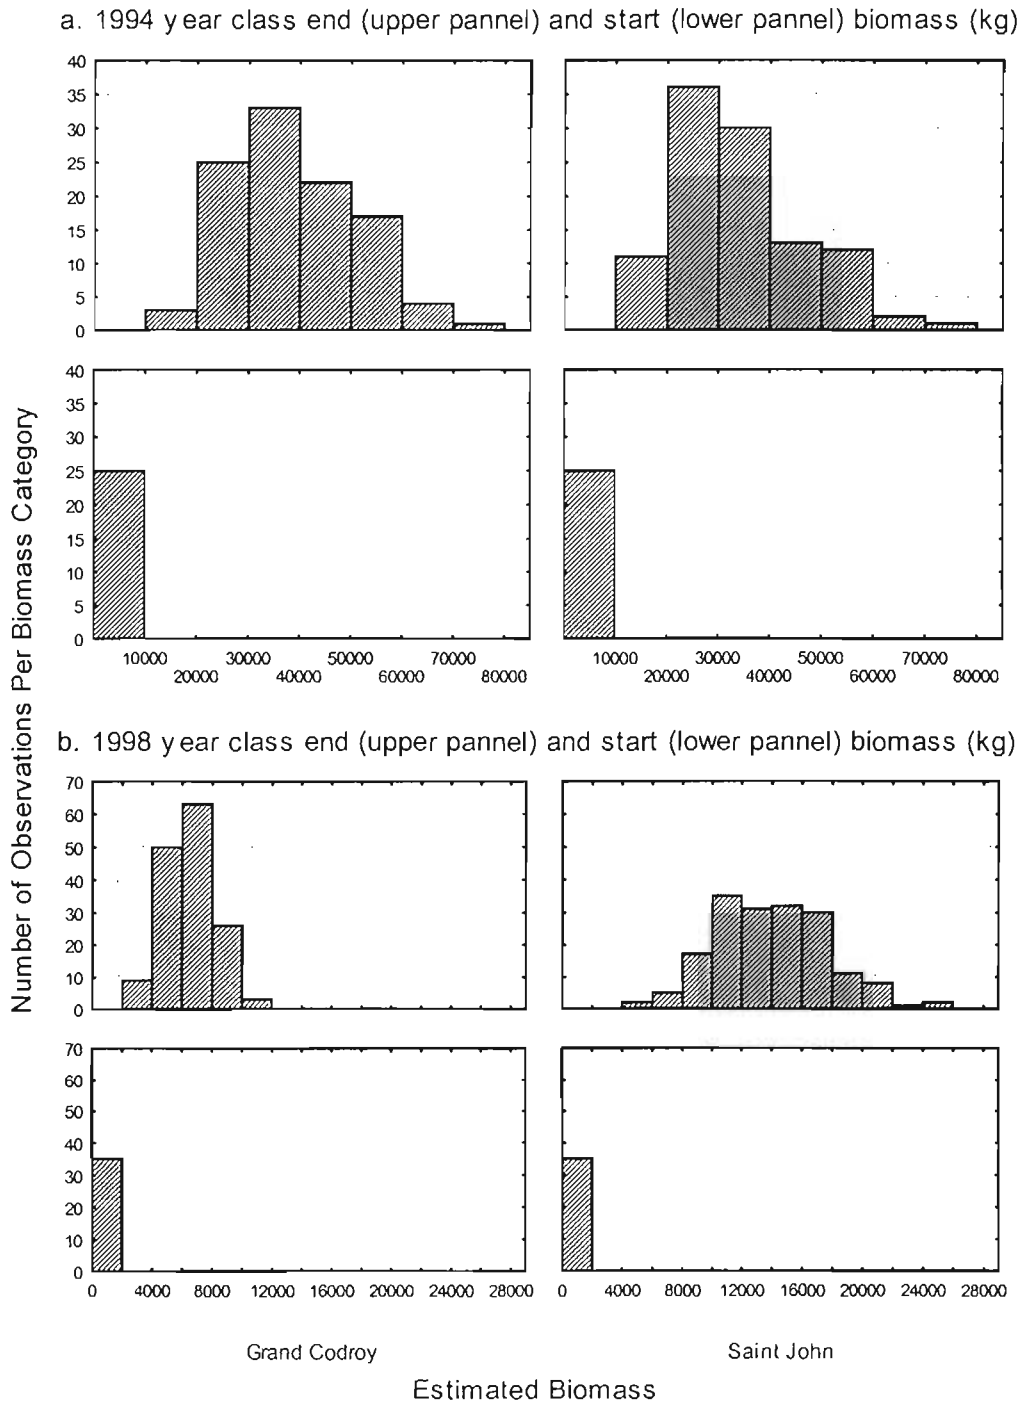 a. 1994 year class end (upper pannel) and start (lower pannel) biomass (kg)
40
35
30
25
20
15
10
5
0
40
35
30
25
20
15
10
5
0
10000 30000 50000 70000
20000 40000 60000 80000
10000 30000 50000 70000
20000 40000 60000 80000
Number of Observations Per Biomass Category
b. 1998 year class end (upper pannel) and start (lower pannel) biomass (kg)
70
60
50
40
30
20
10
0
70
60
50
40
30
20
10
0
0 4000 8000 12000 16000 20000 24000 28000
0 4000 8000 12000 16000 20000 24000 28000
Grand Codroy
Saint John
Estimated Biomass